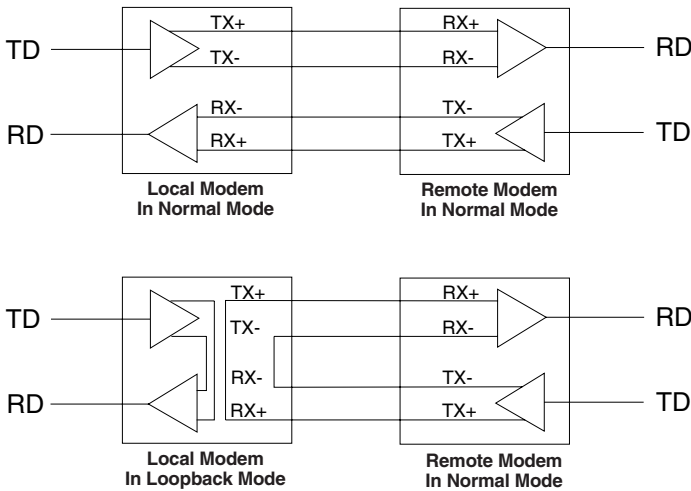 TX+ RX+
TD RD
TX- RX-
RX- TX-
RD TD
RX+ TX+
Local Modem
In Normal Mode
Remote Modem
In Normal Mode
TX+ RX+
TD RD
TX- RX-
RX- TX-
RD TD
RX+ TX+
Local Modem
In Loopback Mode
Remote Modem
In Normal Mode